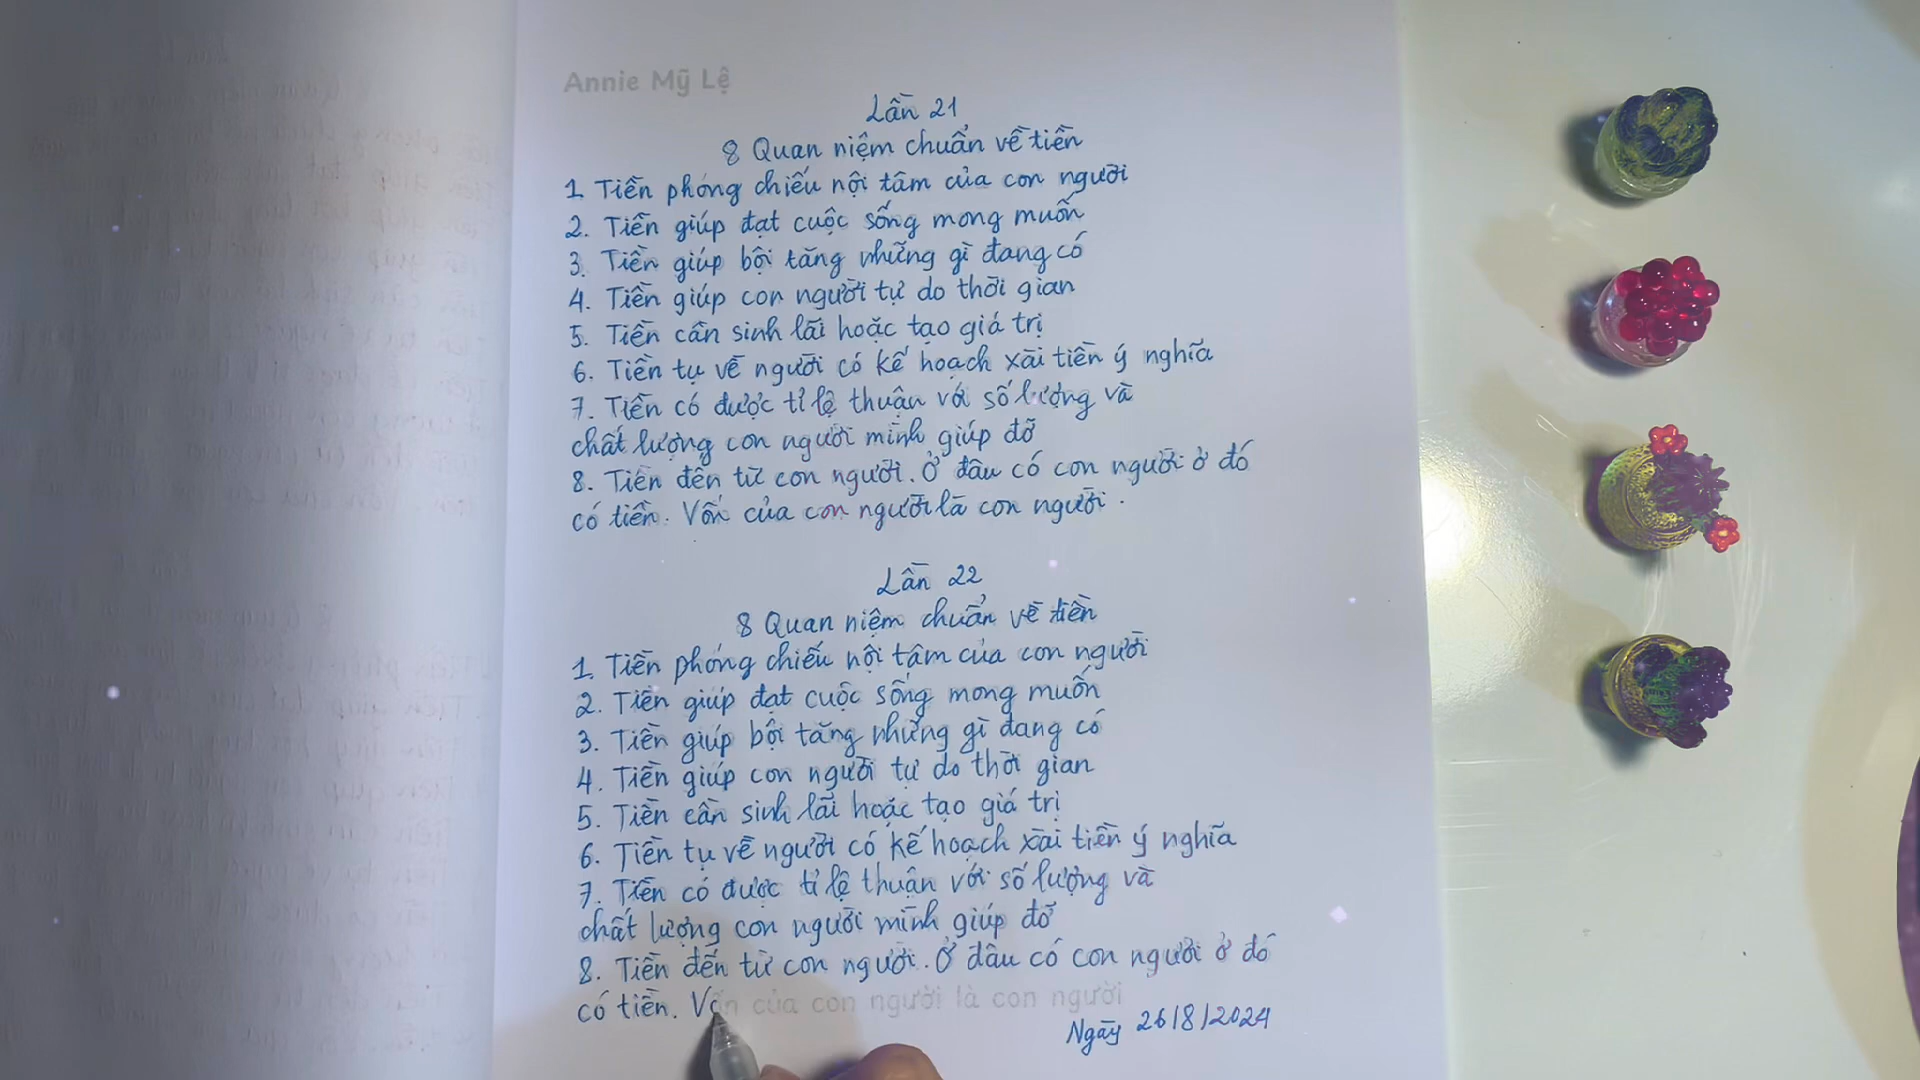 Annie Mỹ Lệ
Lần 21
8 Quan niệm chuẩn về tiền
1 Tiền phóng chiếu nội tâm của con người
2. Tiền giúp đạt cuộc sống mong muốn
3. Tiền giúp bội tăng những gì đang có
4. Tiền giúp con người tự do thời gian
5. Tiền cần sinh lãi hoặc tạo giá trị
6. Tiền tụ về người có kế hoạch xài tiền ý nghĩa
7. Tiền có được tỉ lệ thuận với số lượng và
chất lượng con người mình giúp đỡ
8. Tiền đến từ con người. Ở đâu có con người ở đó
có tiền. Vốn của con người là con người.
Lần 22
8 Quan niệm chuẩn về tiền
1. Tiền phóng chiếu nội tâm của con người
2. Tiền giúp đạt cuộc sống mong muốn
3. Tiền giúp bội tăng những gì đang có
4. Tiền giúp con người tự do thời gian
5. Tiền cần sinh lãi hoặc tạo giá trị
6. Tiền tụ về người có kế hoạch xài tiền ý nghĩa
7. Tiền có được tỉ lệ thuận với số lượng và
chất lượng con người mình giúp đỡ
8. Tiền đến từ con người. Ở đâu có con người ở đó
có tiền. Vốn của con người là con người
Ngày 26/8/2024